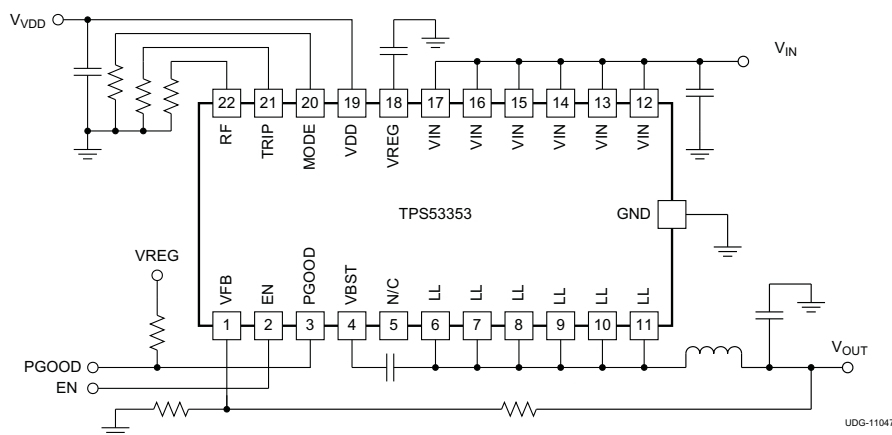 VVDD
VIN
22 21 20 19 18 17 16 15 14 13 12
RF TRIP MODE VDD VREG VIN VIN VIN VIN VIN VIN
TPS53353
GND
VREG
VFB EN PGOOD VBST N/C LL LL LL LL LL LL
1 2 3 4 5 6 7 8 9 10 11
VOUT
PGOOD
EN
UDG-11047